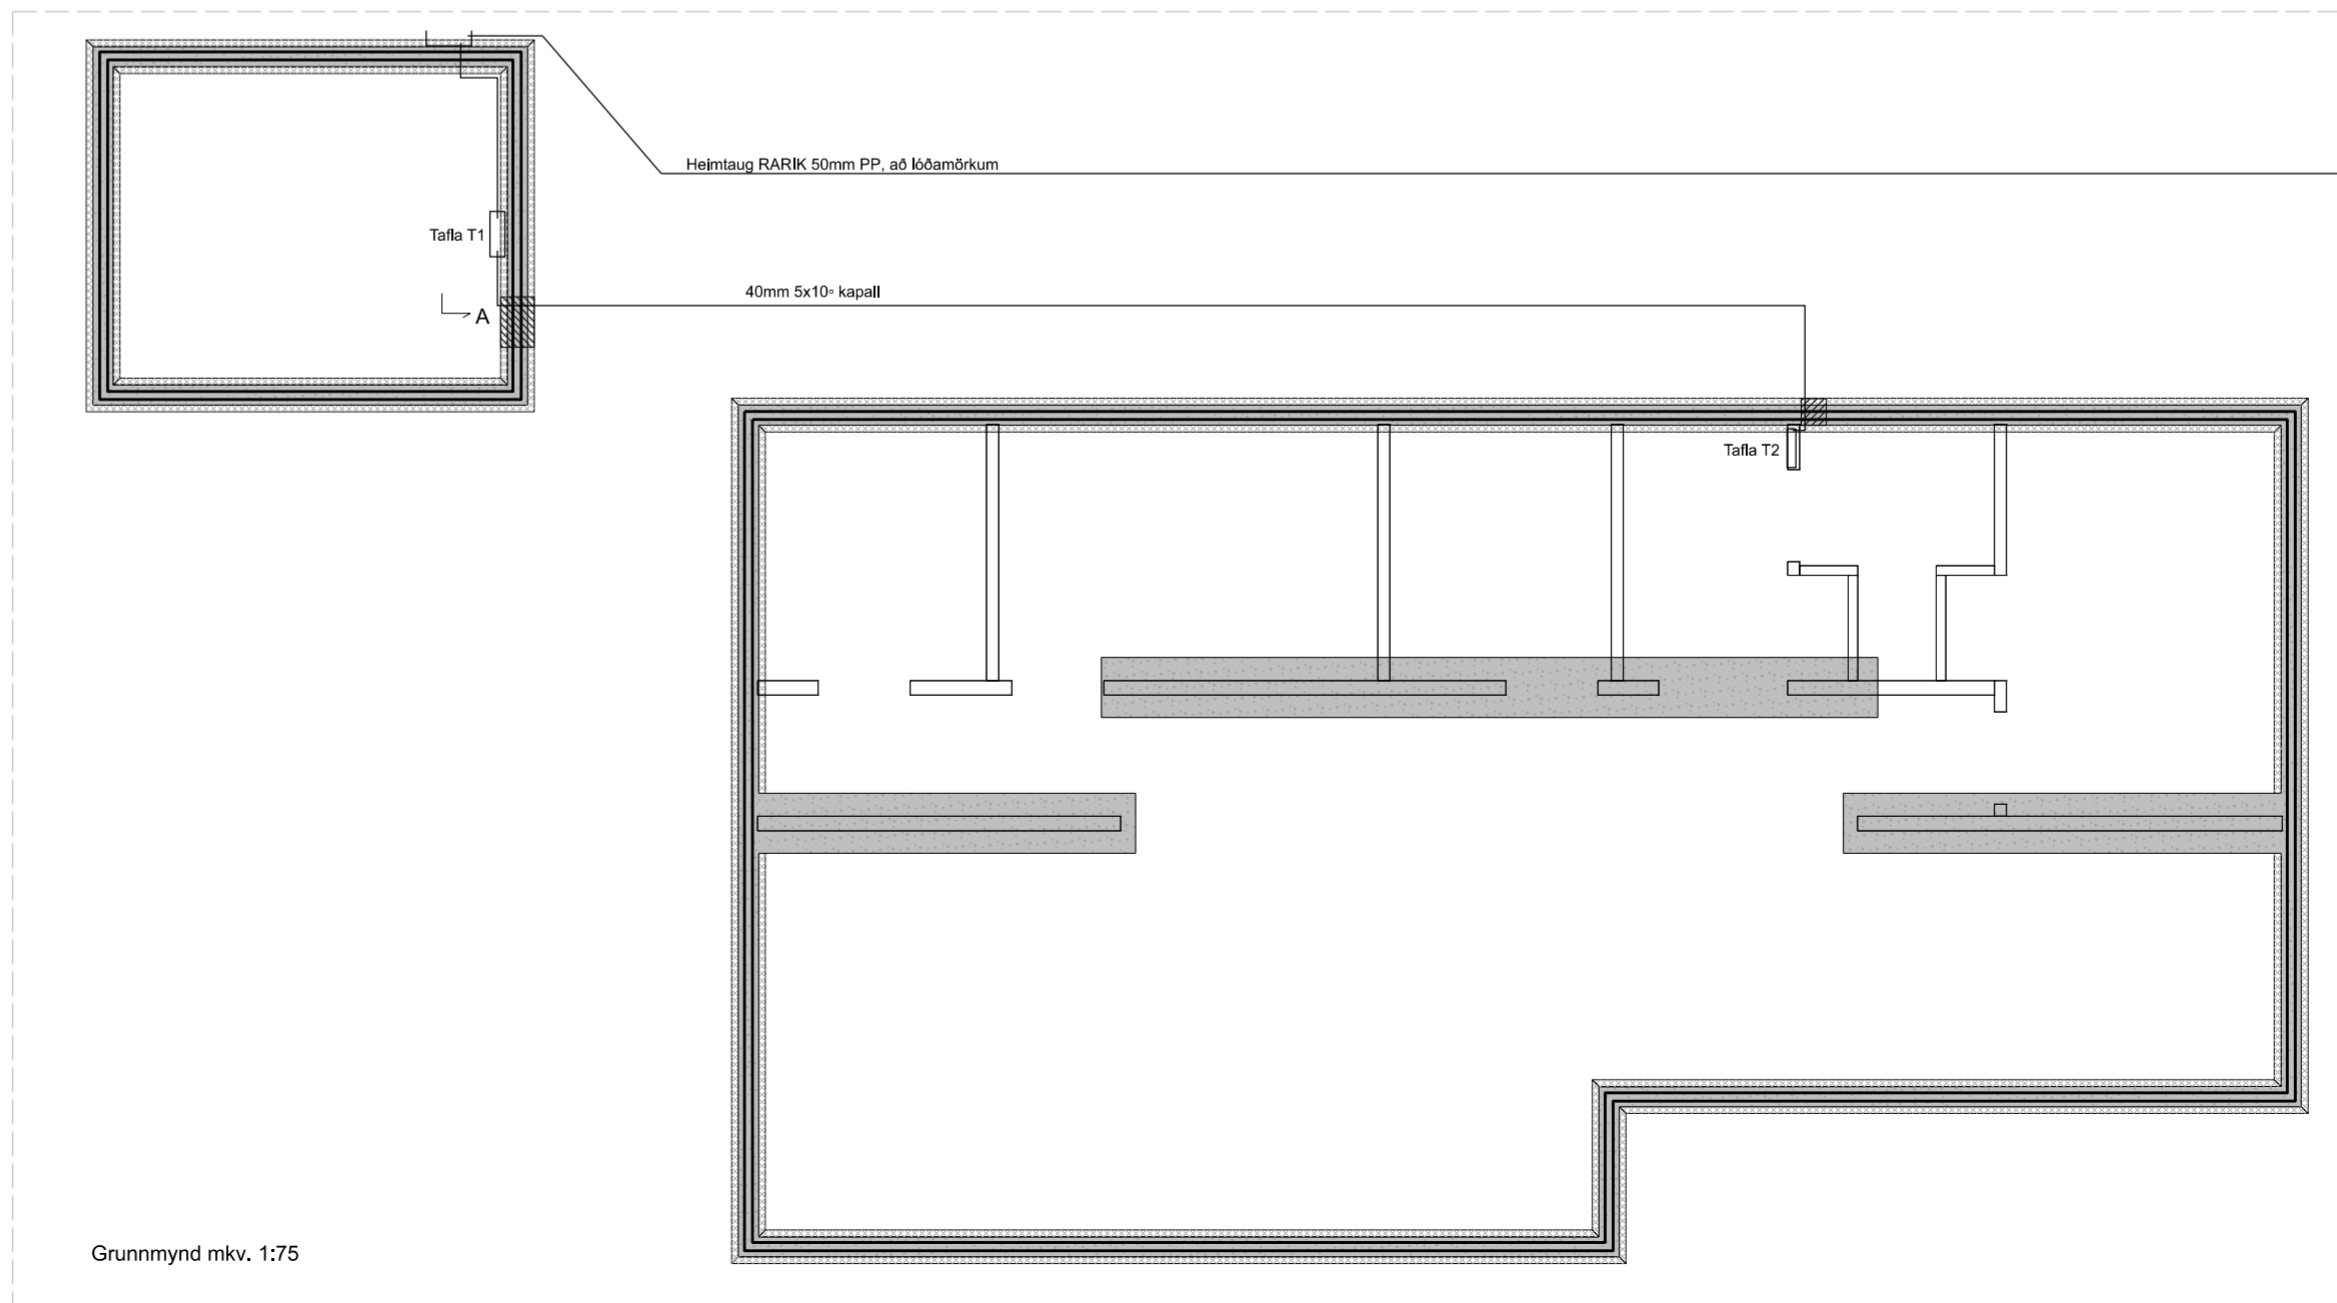 Heimtaug RARIK 50mm PP, að lóðamörkum
Tafla T1
40mm 5x10▫ kapall
A
Tafla T2
Grunnmynd mkv. 1:75